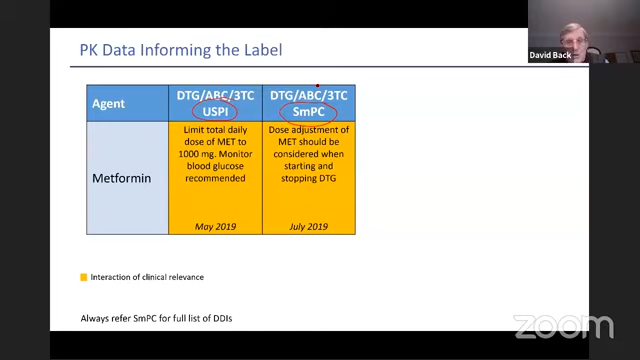 PK Data Informing the Label
David Back
Agent
DTG/ABC/3TC
USPI
DTG/ABC/3TC
SmPC
Metformin
Limit total daily
dose of MET to
1000 mg. Monitor
blood glucose
recommended
May 2019
Dose adjustment of
MET should be
considered when
starting and
stopping DTG
July 2019
Interaction of clinical relevance
Always refer SmPC for full list of DDIs
zoom